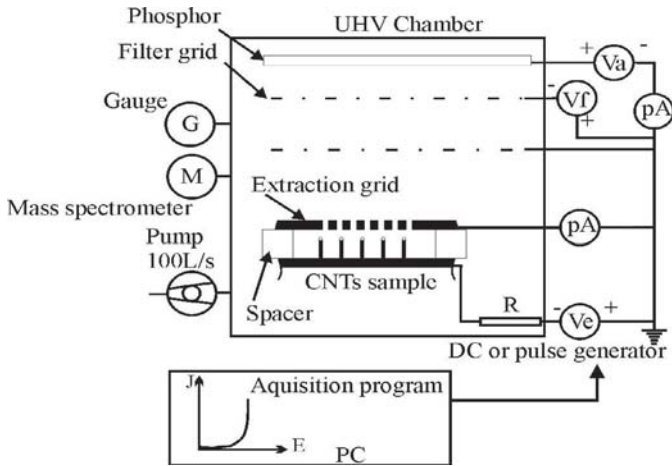 Phosphor
UHV Chamber
Filter grid
+ Va -
- Vf +
pA
Gauge
G
M
Mass spectrometer
Extraction grid
pA
Pump
100L/s
CNTs sample
Spacer
R
- Ve +
DC or pulse generator
J
Aquisition program
E
PC